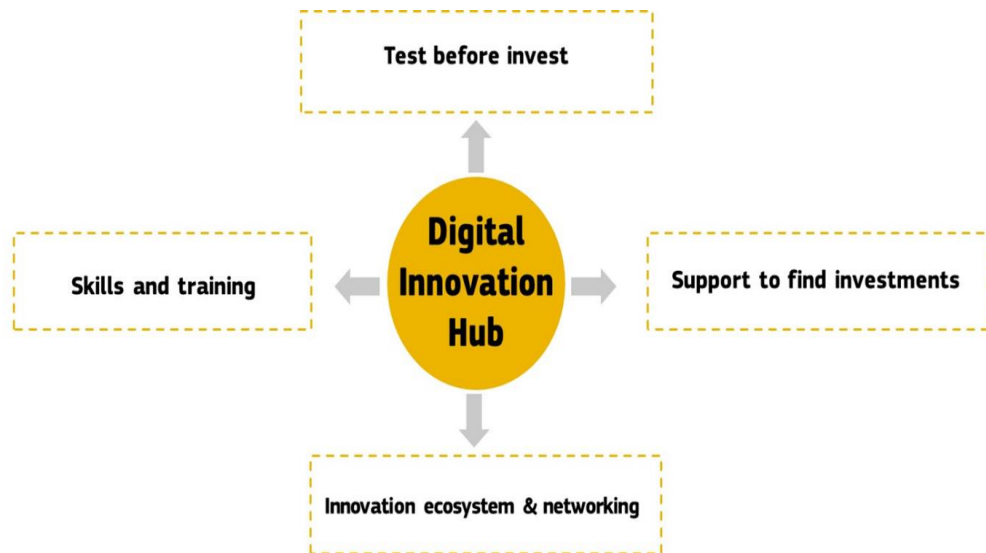 Test before invest
Digital
Innovation
Hub
Skills and training
Support to find investments
Innovation ecosystem & networking